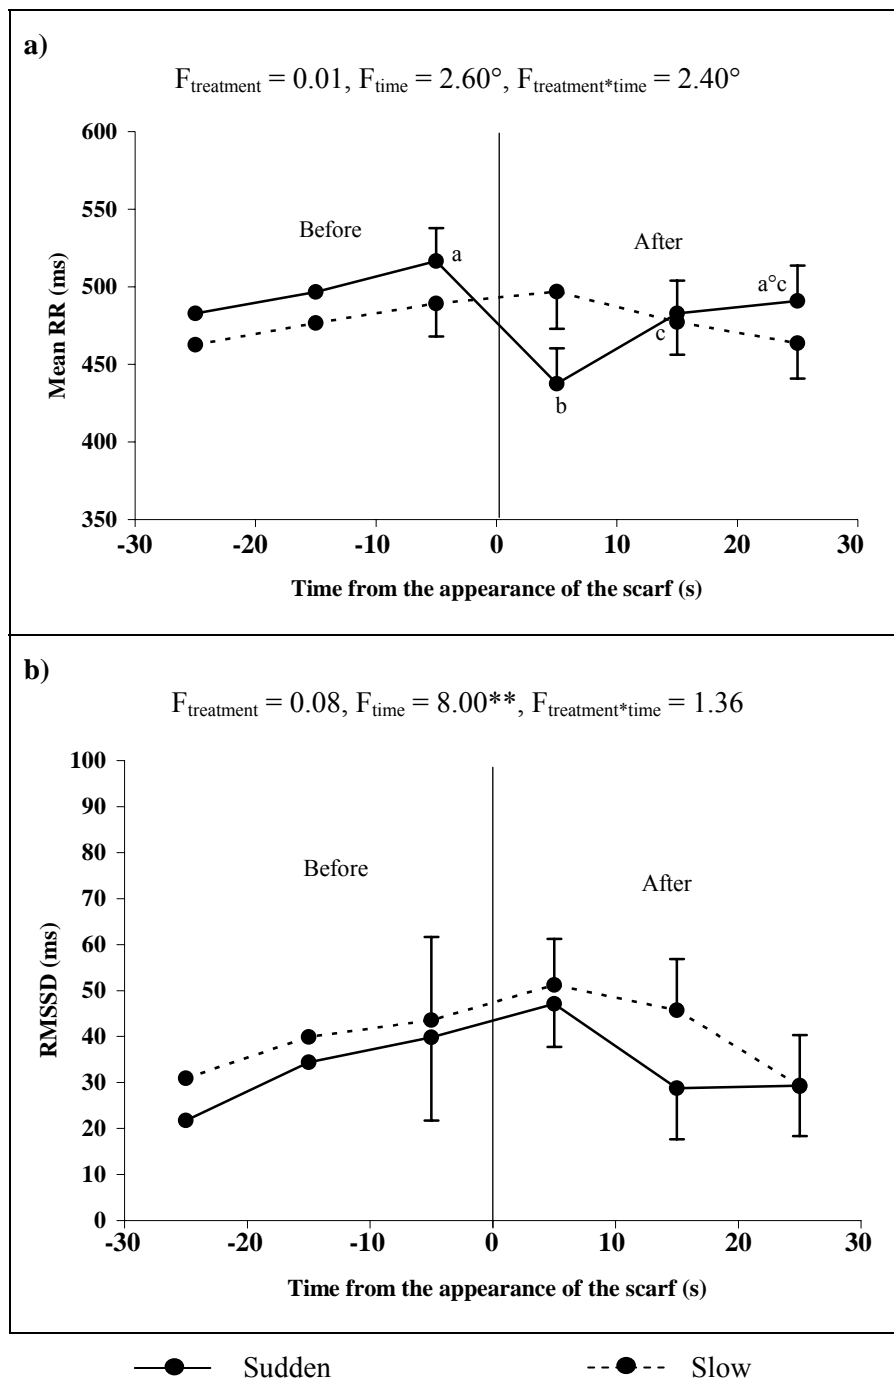 a)
F_treatment = 0.01, F_time = 2.60°, F_treatment*time = 2.40°
600
550
500
450
400
350
Mean RR (ms)
Before
After
a
b
c
a°c
-30 -20 -10 0 10 20 30
Time from the appearance of the scarf (s)
b)
F_treatment = 0.08, F_time = 8.00**, F_treatment*time = 1.36
100
90
80
70
60
50
40
30
20
10
0
RMSSD (ms)
Before
After
-30 -20 -10 0 10 20 30
Time from the appearance of the scarf (s)
Sudden Slow